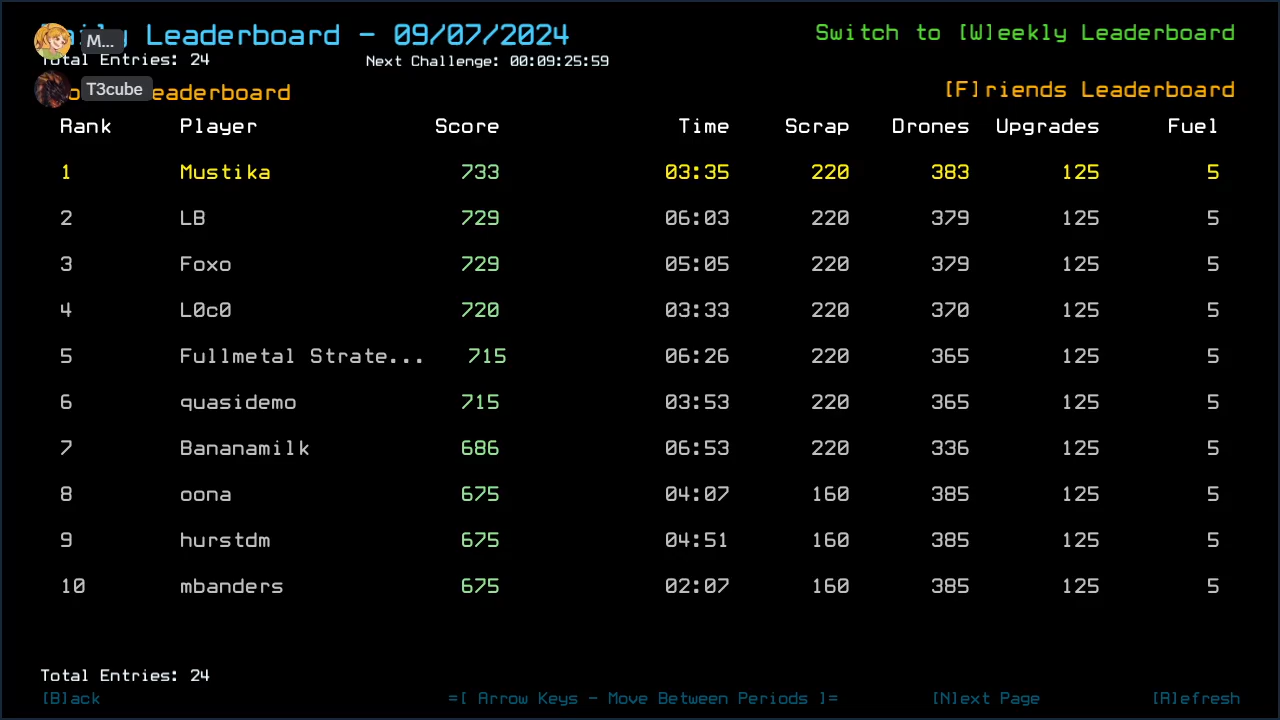 Leaderboard - 09/07/2024
Switch to [W]eekly Leaderboard
M...
Total Entries: 24
Next Challenge: 00:09:25:59
T3cube
eaderboard
[F]riends Leaderboard
Rank Player Score Time Scrap Drones Upgrades Fuel
1 Mustika 733 03:35 220 383 125 5
2 LB 729 06:03 220 379 125 5
3 Foxo 729 05:05 220 379 125 5
4 L0c0 720 03:33 220 370 125 5
5 Fullmetal Strate... 715 06:26 220 365 125 5
6 quasidemo 715 03:53 220 365 125 5
7 Bananamilk 686 06:53 220 336 125 5
8 oona 675 04:07 160 385 125 5
9 hurstdm 675 04:51 160 385 125 5
10 mbanders 675 02:07 160 385 125 5
Total Entries: 24
[B]ack =[ Arrow Keys - Move Between Periods ]= [N]ext Page [R]efresh